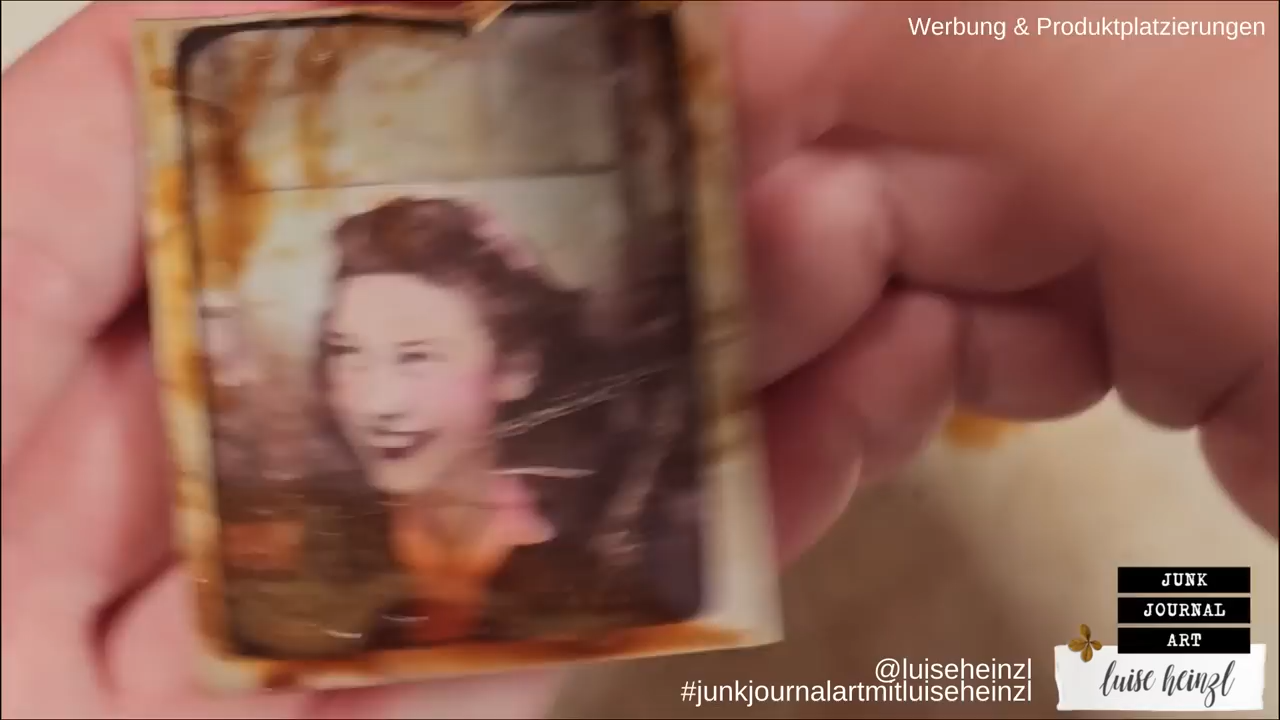 Werbung & Produktplatzierungen
JUNK
JOURNAL
ART
luise heinzl
@luiseheinzl
#junkjournalartmitluiseheinzl